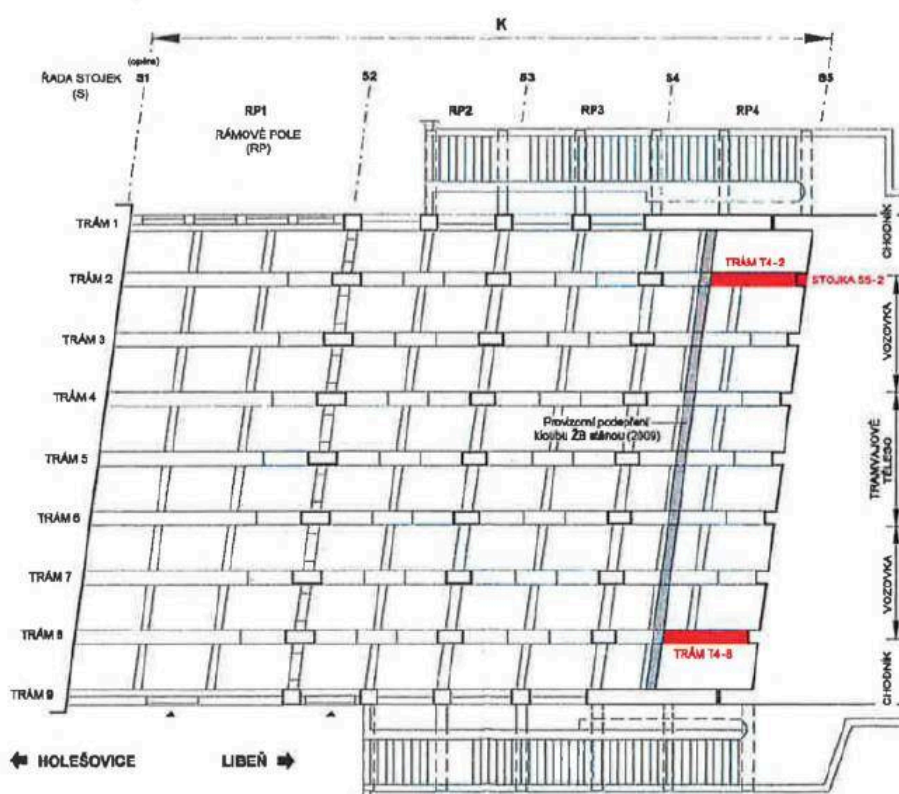 K
ŘADA STOJEK
(S)
(opěra)
S1
S2
S3
S4
S5
RP1
RÁMOVÉ POLE
(RP)
RP2
RP3
RP4
TRÁM 1
TRÁM 2
TRÁM 3
TRÁM 4
TRÁM 5
TRÁM 6
TRÁM 7
TRÁM 8
TRÁM 9
TRÁM T4-2
STOJKA S5-2
Provizorní podepření
kloubu ŽB stěnou (2009)
TRÁM T4-8
CHODNÍK
VOZOVKA
TRAMVAJOVÉ
TĚLESO
VOZOVKA
CHODNÍK
HOLEŠOVICE
LIBEŇ